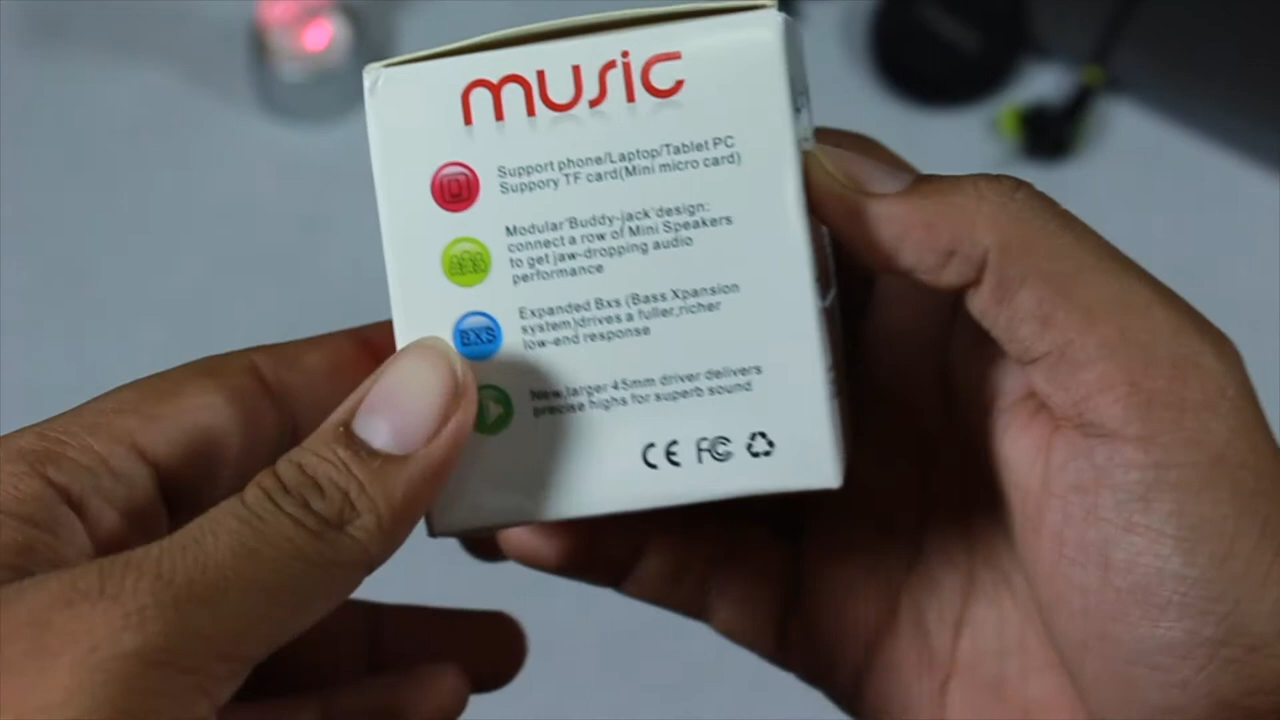 music
Support phone/Laptop/Tablet PC
Suppory TF card(Mini micro card)
Modular'Buddy-jack'design:
connect a row of Mini Speakers
to get jaw-dropping audio
performance
BXS
Expanded Bxs (Bass Xpansion
system)drives a fuller,richer
low-end response
New,larger 45mm driver delivers
precise highs for superb sound
CE FC